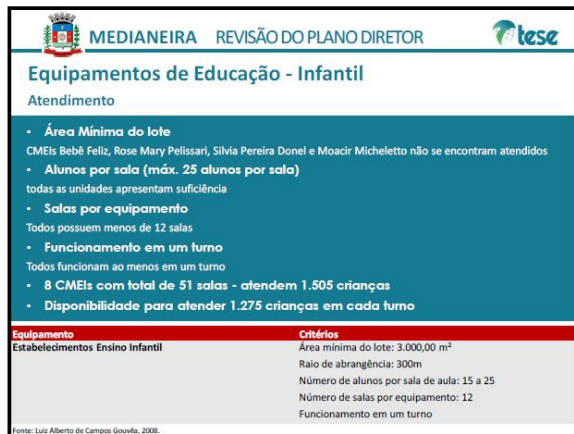 MEDIANEIRA REVISÃO DO PLANO DIRETOR
tese
Equipamentos de Educação - Infantil
Atendimento
• Área Mínima do lote
CMEIs Bebê Feliz, Rose Mary Pelissari, Silvia Pereira Donel e Moacir Micheletto não se encontram atendidos
• Alunos por sala (máx. 25 alunos por sala)
todas as unidades apresentam suficiência
• Salas por equipamento
Todos possuem menos de 12 salas
• Funcionamento em um turno
Todos funcionam ao menos em um turno
• 8 CMEIs com total de 51 salas - atendem 1.505 crianças
• Disponibilidade para atender 1.275 crianças em cada turno
Equipamento Critérios
Estabelecimentos Ensino Infantil Área mínima do lote: 3.000,00 m²
Raio de abrangência: 300m
Número de alunos por sala de aula: 15 a 25
Número de salas por equipamento: 12
Funcionamento em um turno
Fonte: Luiz Alberto de Campos Gouvêa, 2008.